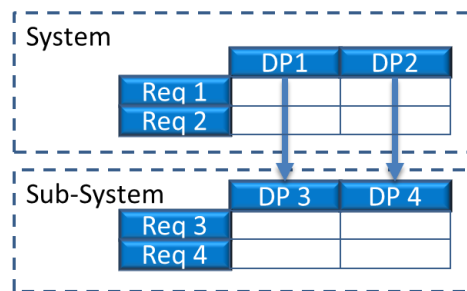 System
DP1 DP2
Req 1
Req 2
Sub-System
DP 3 DP 4
Req 3
Req 4